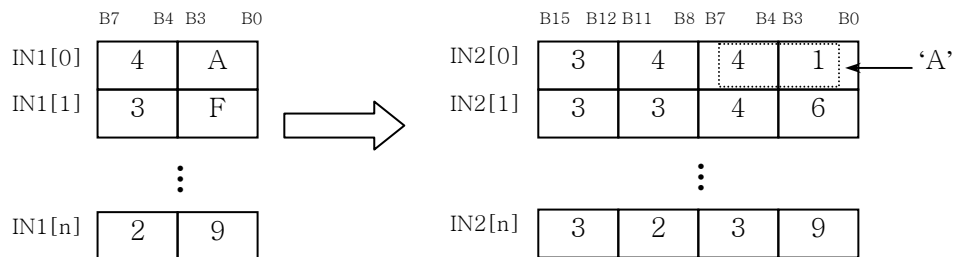 B7 B4 B3 B0 B15 B12 B11 B8 B7 B4 B3 B0
IN1[0] 4 A IN2[0] 3 4 4 1 'A'
IN1[1] 3 F IN2[1] 3 3 4 6
IN1[n] 2 9 IN2[n] 3 2 3 9